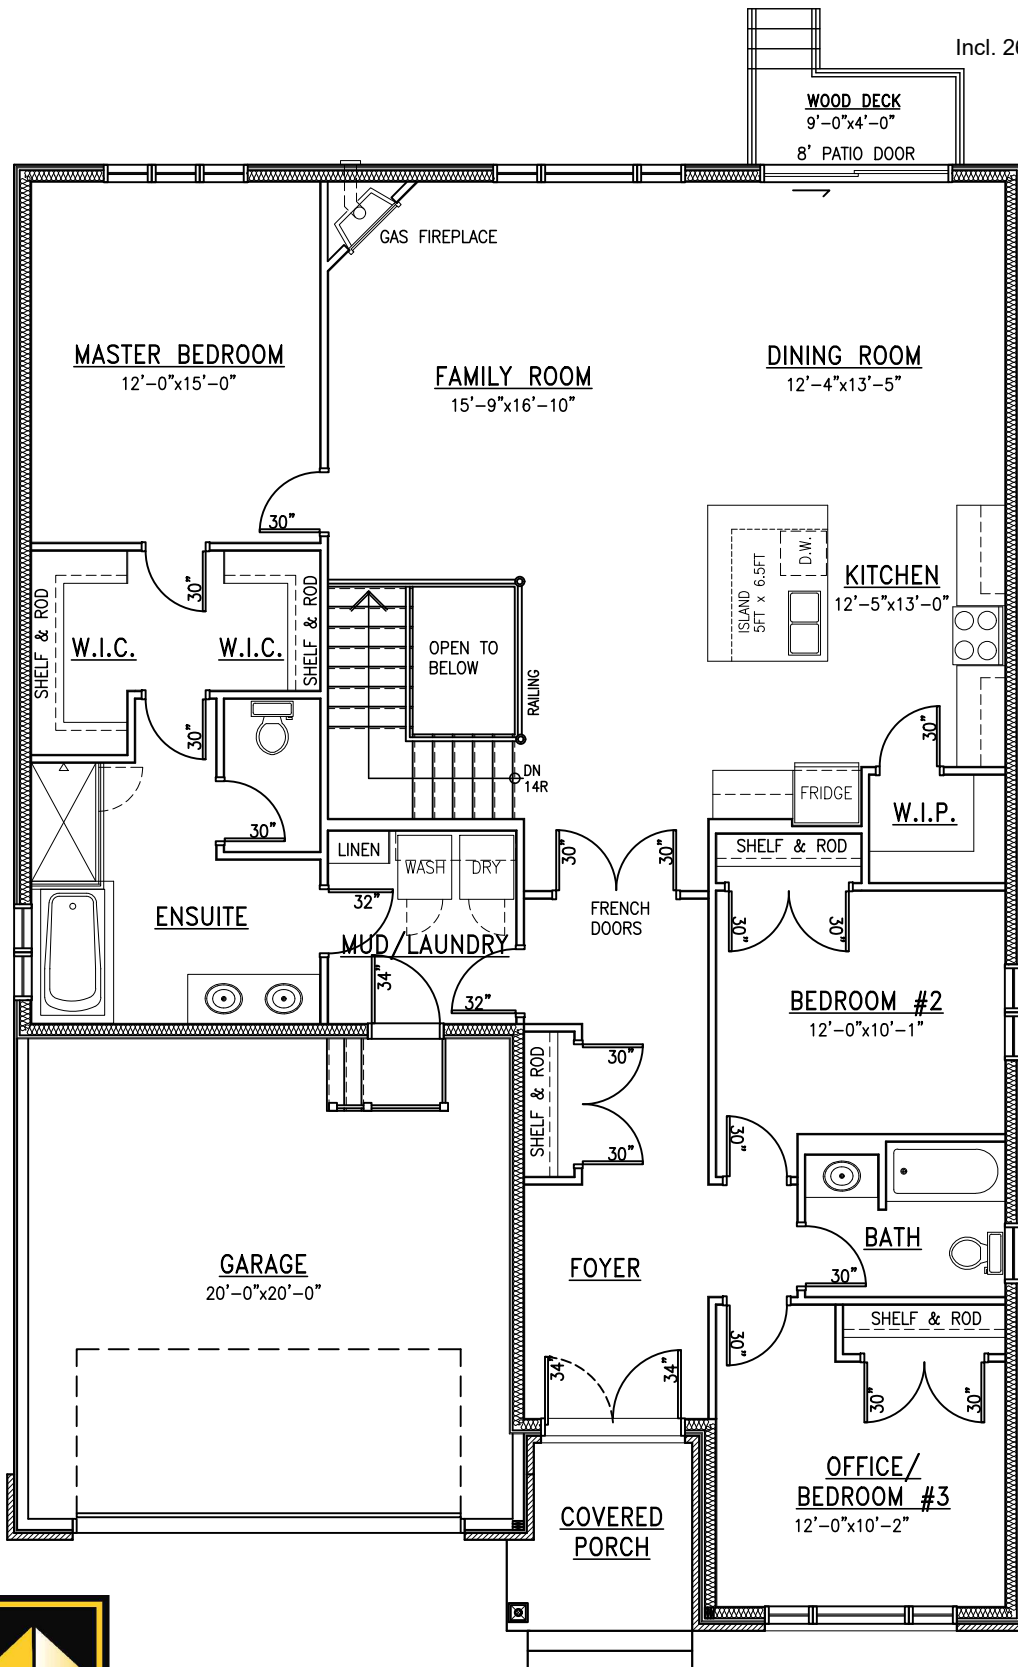 Incl. 20
WOOD DECK
9'-0"x4'-0"
8' PATIO DOOR
GAS FIREPLACE
MASTER BEDROOM
12'-0"x15'-0"
FAMILY ROOM
15'-9"x16'-10"
DINING ROOM
12'-4"x13'-5"
30"
ISLAND
5FT x 6.5FT
D.W.
KITCHEN
12'-5"x13'-0"
SHELF & ROD
W.I.C.
30"
W.I.C.
SHELF & ROD
OPEN TO
BELOW
RAILING
30"
30"
DN
14R
FRIDGE
W.I.P.
30"
LINEN
WASH
DRY
30"
30"
SHELF & ROD
FRENCH
DOORS
32"
ENSUITE
MUD/LAUNDRY
34"
32"
30"
30"
BEDROOM #2
12'-0"x10'-1"
SHELF & ROD
30"
30"
30"
BATH
30"
GARAGE
20'-0"x20'-0"
FOYER
SHELF & ROD
30"
34"
34"
30"
30"
OFFICE/
BEDROOM #3
12'-0"x10'-2"
COVERED
PORCH